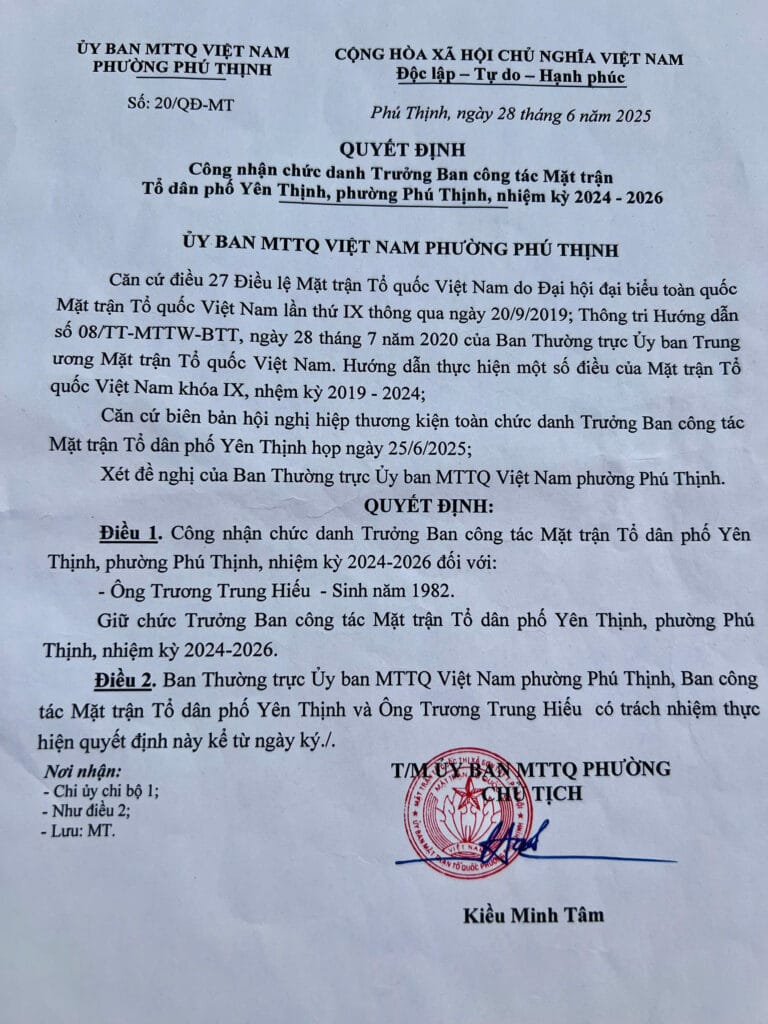 ỦY BAN MTTQ VIỆT NAM
PHƯỜNG PHÚ THỊNH
CỘNG HÒA XÃ HỘI CHỦ NGHĨA VIỆT NAM
Độc lập – Tự do – Hạnh phúc
Số: 20/QĐ-MT
Phú Thịnh, ngày 28 tháng 6 năm 2025
QUYẾT ĐỊNH
Công nhận chức danh Trưởng Ban công tác Mặt trận
Tổ dân phố Yên Thịnh, phường Phú Thịnh, nhiệm kỳ 2024 - 2026
ỦY BAN MTTQ VIỆT NAM PHƯỜNG PHÚ THỊNH
Căn cứ điều 27 Điều lệ Mặt trận Tổ quốc Việt Nam do Đại hội đại biểu toàn quốc
Mặt trận Tổ quốc Việt Nam lần thứ IX thông qua ngày 20/9/2019; Thông tri Hướng dẫn
số 08/TT-MTTW-BTT, ngày 28 tháng 7 năm 2020 của Ban Thường trực Ủy ban Trung
ương Mặt trận Tổ quốc Việt Nam. Hướng dẫn thực hiện một số điều của Mặt trận Tổ
quốc Việt Nam khóa IX, nhệm kỳ 2019 - 2024;
Căn cứ biên bản hội nghị hiệp thương kiện toàn chức danh Trưởng Ban công tác
Mặt trận Tổ dân phố Yên Thịnh họp ngày 25/6/2025;
Xét đề nghị của Ban Thường trực Ủy ban MTTQ Việt Nam phường Phú Thịnh.
QUYẾT ĐỊNH:
Điều 1. Công nhận chức danh Trưởng Ban công tác Mặt trận Tổ dân phố Yên
Thịnh, phường Phú Thịnh, nhiệm kỳ 2024-2026 đối với:
- Ông Trương Trung Hiếu - Sinh năm 1982.
Giữ chức Trưởng Ban công tác Mặt trận Tổ dân phố Yên Thịnh, phường Phú
Thịnh, nhiệm kỳ 2024-2026.
Điều 2. Ban Thường trực Ủy ban MTTQ Việt Nam phường Phú Thịnh, Ban công
tác Mặt trận Tổ dân phố Yên Thịnh và Ông Trương Trung Hiếu có trách nhiệm thực
hiện quyết định này kể từ ngày ký./.
Nơi nhận:
- Chi ủy chi bộ 1;
- Như điều 2;
- Lưu: MT.
T/M ỦY BAN MTTQ PHƯỜNG
CHỦ TỊCH
VIỆT NAM
Kiều Minh Tâm